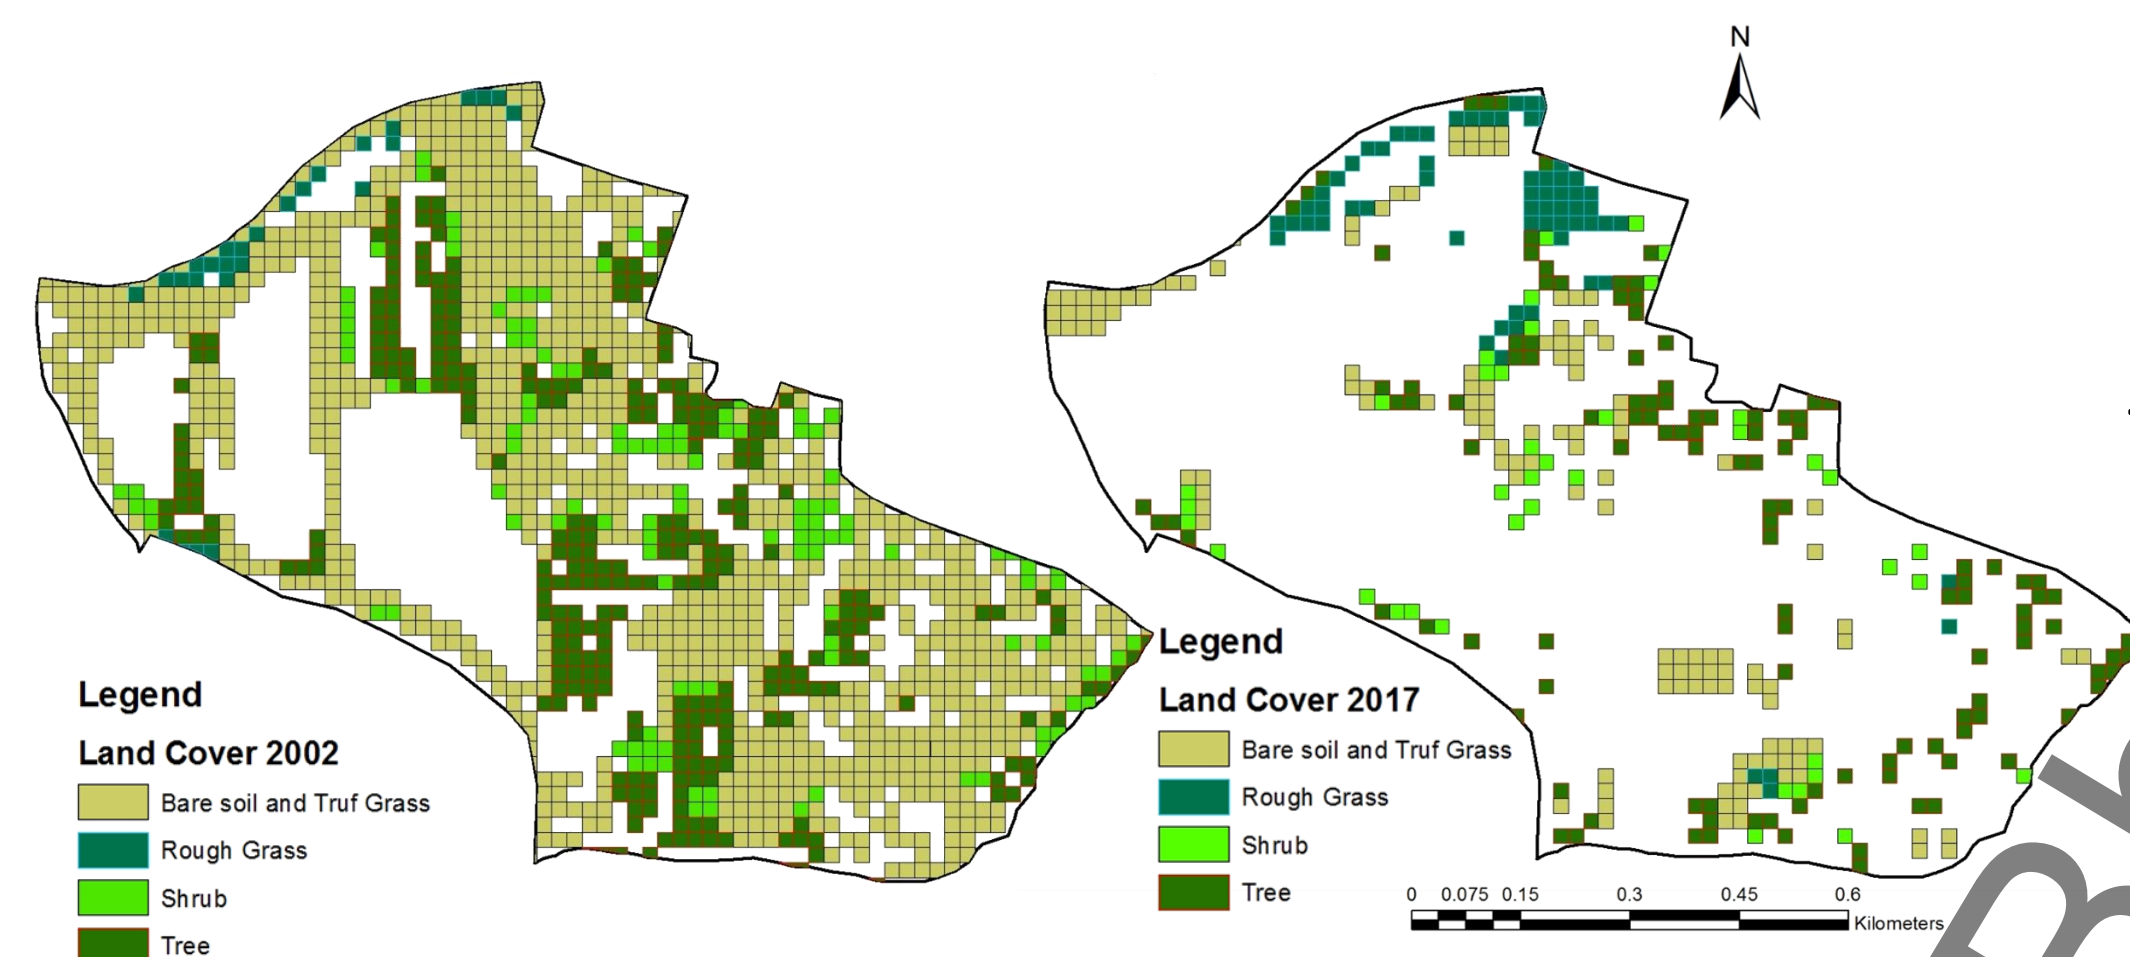 N
Legend
Land Cover 2002
Bare soil and Truf Grass
Rough Grass
Shrub
Tree
Legend
Land Cover 2017
Bare soil and Truf Grass
Rough Grass
Shrub
Tree
0 0.075 0.15 0.3 0.45 0.6
Kilometers